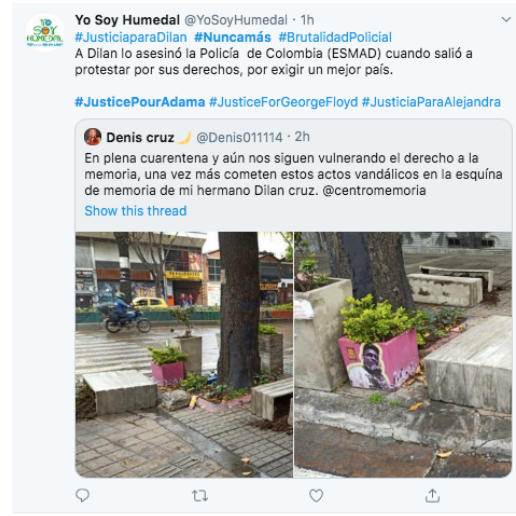 Yo Soy Humedal @YoSoyHumedal · 1h
#JusticiaparaDilan #Nuncamás #BrutalidadPolicial
A Dilan lo asesinó la Policía de Colombia (ESMAD) cuando salió a
protestar por sus derechos, por exigir un mejor país.
#JusticePourAdama #JusticeForGeorgeFloyd #JusticiaParaAlejandra
Denis cruz @Denis011114 · 2h
En plena cuarentena y aún nos siguen vulnerando el derecho a la
memoria, una vez más cometen estos actos vandálicos en la esquína
de memoria de mi hermano Dilan cruz. @centromemoria
Show this thread